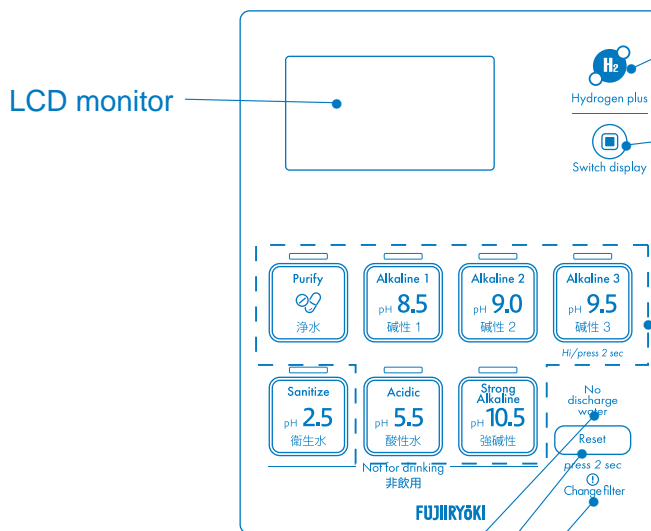 LCD monitor
H2
Hydrogen plus
Switch display
Purify
浄水
Alkaline 1
pH 8.5
碱性 1
Alkaline 2
pH 9.0
碱性 2
Alkaline 3
pH 9.5
碱性 3
Hi/press 2 sec
Sanitize
pH 2.5
衛生水
Acidic
pH 5.5
酸性水
Strong
Alkaline
pH 10.5
強碱性
No
discharge
water
Reset
press 2 sec
Change filter
Not for drinking
非飲用
FUJIIRYōKI